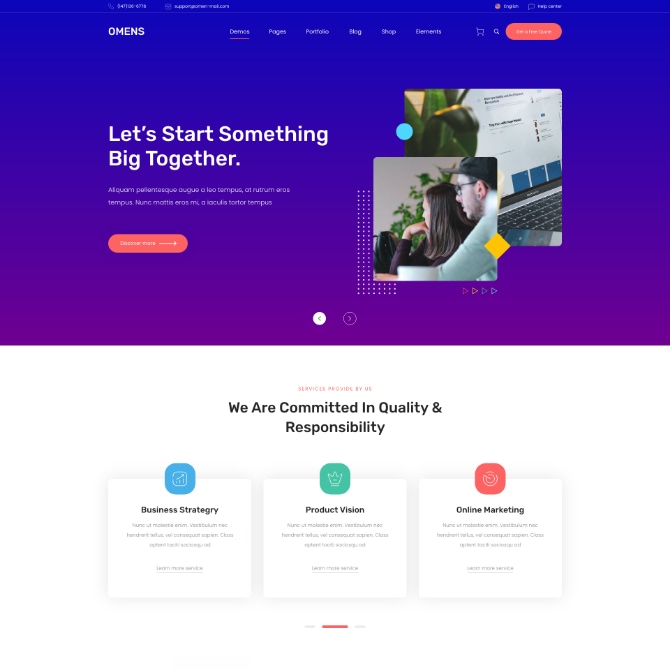 support@omen-mail.com
English
Help center
OMENS
Demos
Pages
Portfolio
Blog
Shop
Elements
Get a Free Quote
Let's Start Something
Big Together.
Aliquam pellentesque augue a leo tempus, at rutrum eros
tempus. Nunc mattis eros mi, a iaculis tortor tempus
Discover more
SERVICES PROVIDE BY US
We Are Committed In Quality &
Responsibility
Business Strategry
Nunc ut molestie enim. Vestibulum nec
hendrerit tellus, vel consequat sapien. Class
aptent taciti sociosqu ad
Learn more service
Product Vision
Nunc ut molestie enim. Vestibulum nec
hendrerit tellus, vel consequat sapien. Class
aptent taciti sociosqu ad
Learn more service
Online Marketing
Nunc ut molestie enim. Vestibulum nec
hendrerit tellus, vel consequat sapien. Class
aptent taciti sociosqu ad
Learn more service